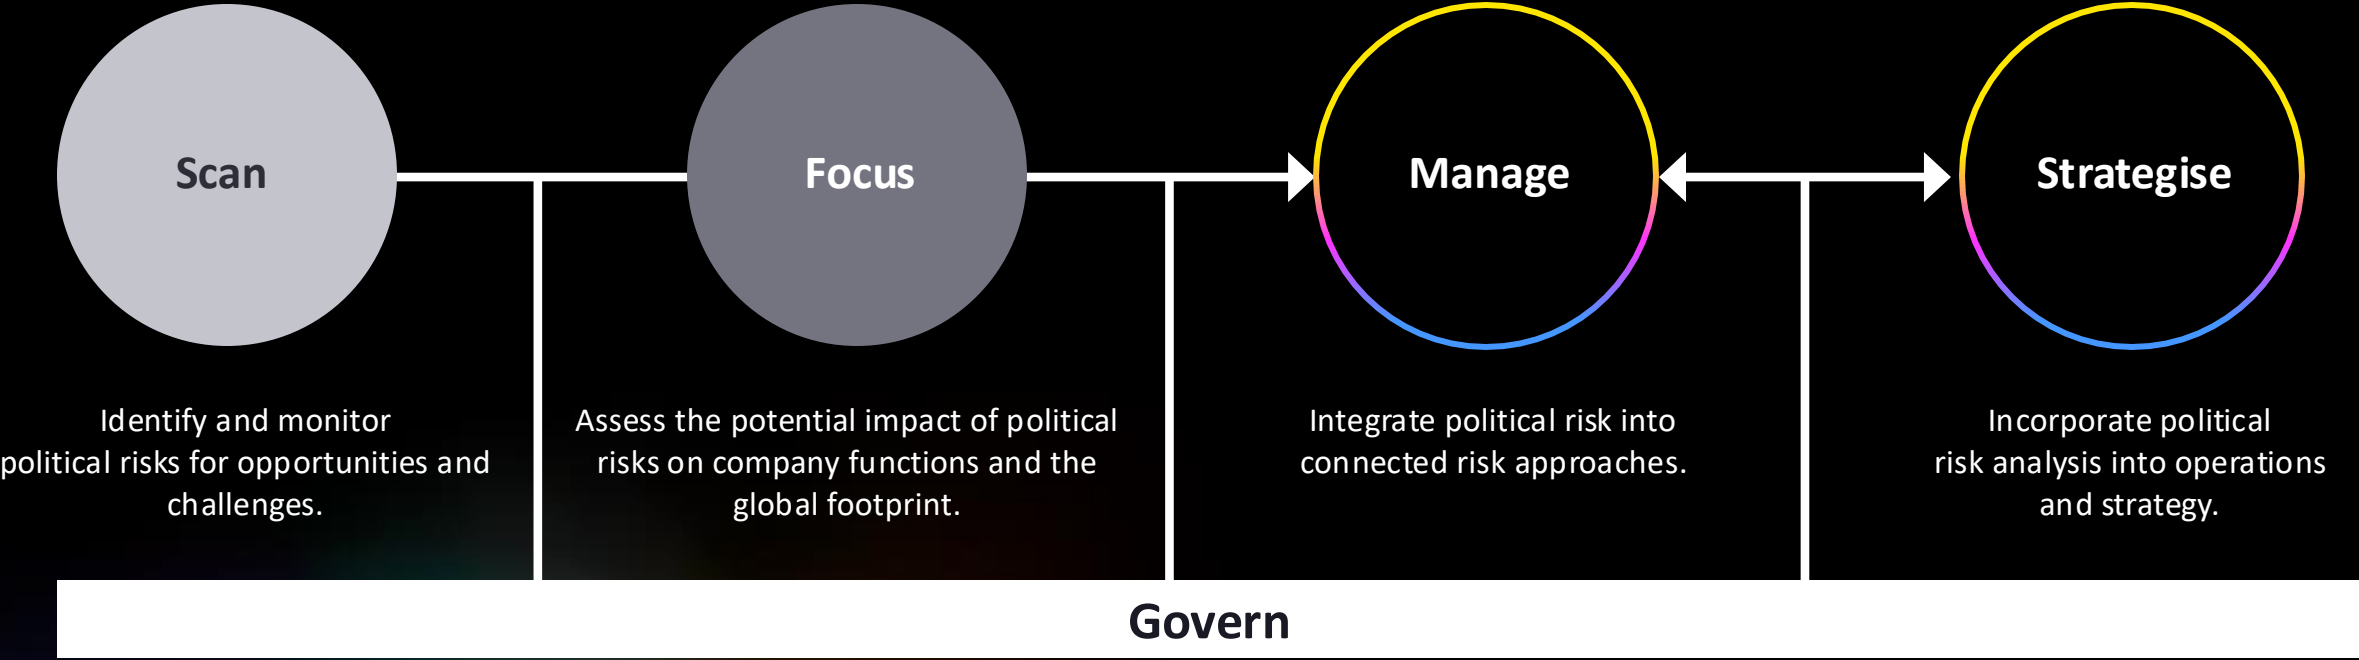 Scan
Focus
Manage
Strategise
Identify and monitor
political risks for opportunities and
challenges.
Assess the potential impact of political
risks on company functions and the
global footprint.
Integrate political risk into
connected risk approaches.
Incorporate political
risk analysis into operations
and strategy.
Govern